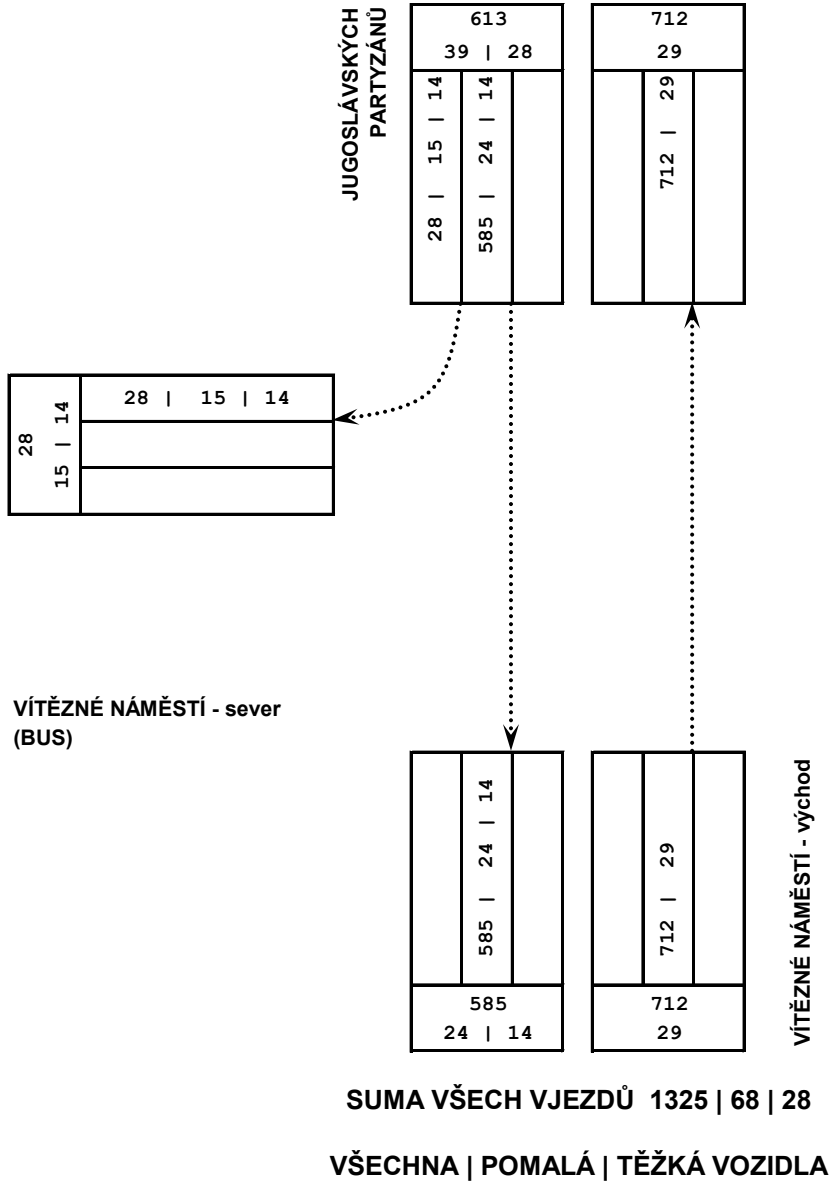 JUGOSLÁVSKÝCH
PARTYZÁNŮ
613
39 | 28
28 | 15 | 14
585 | 24 | 14
712
29
712 | 29
28
15 | 14
28 | 15 | 14
VÍTĚZNÉ NÁMĚSTÍ - sever
(BUS)
585 | 24 | 14
585
24 | 14
712 | 29
712
29
VÍTĚZNÉ NÁMĚSTÍ - východ
SUMA VŠECH VJEZDŮ 1325 | 68 | 28
VŠECHNA | POMALÁ | TĚŽKÁ VOZIDLA